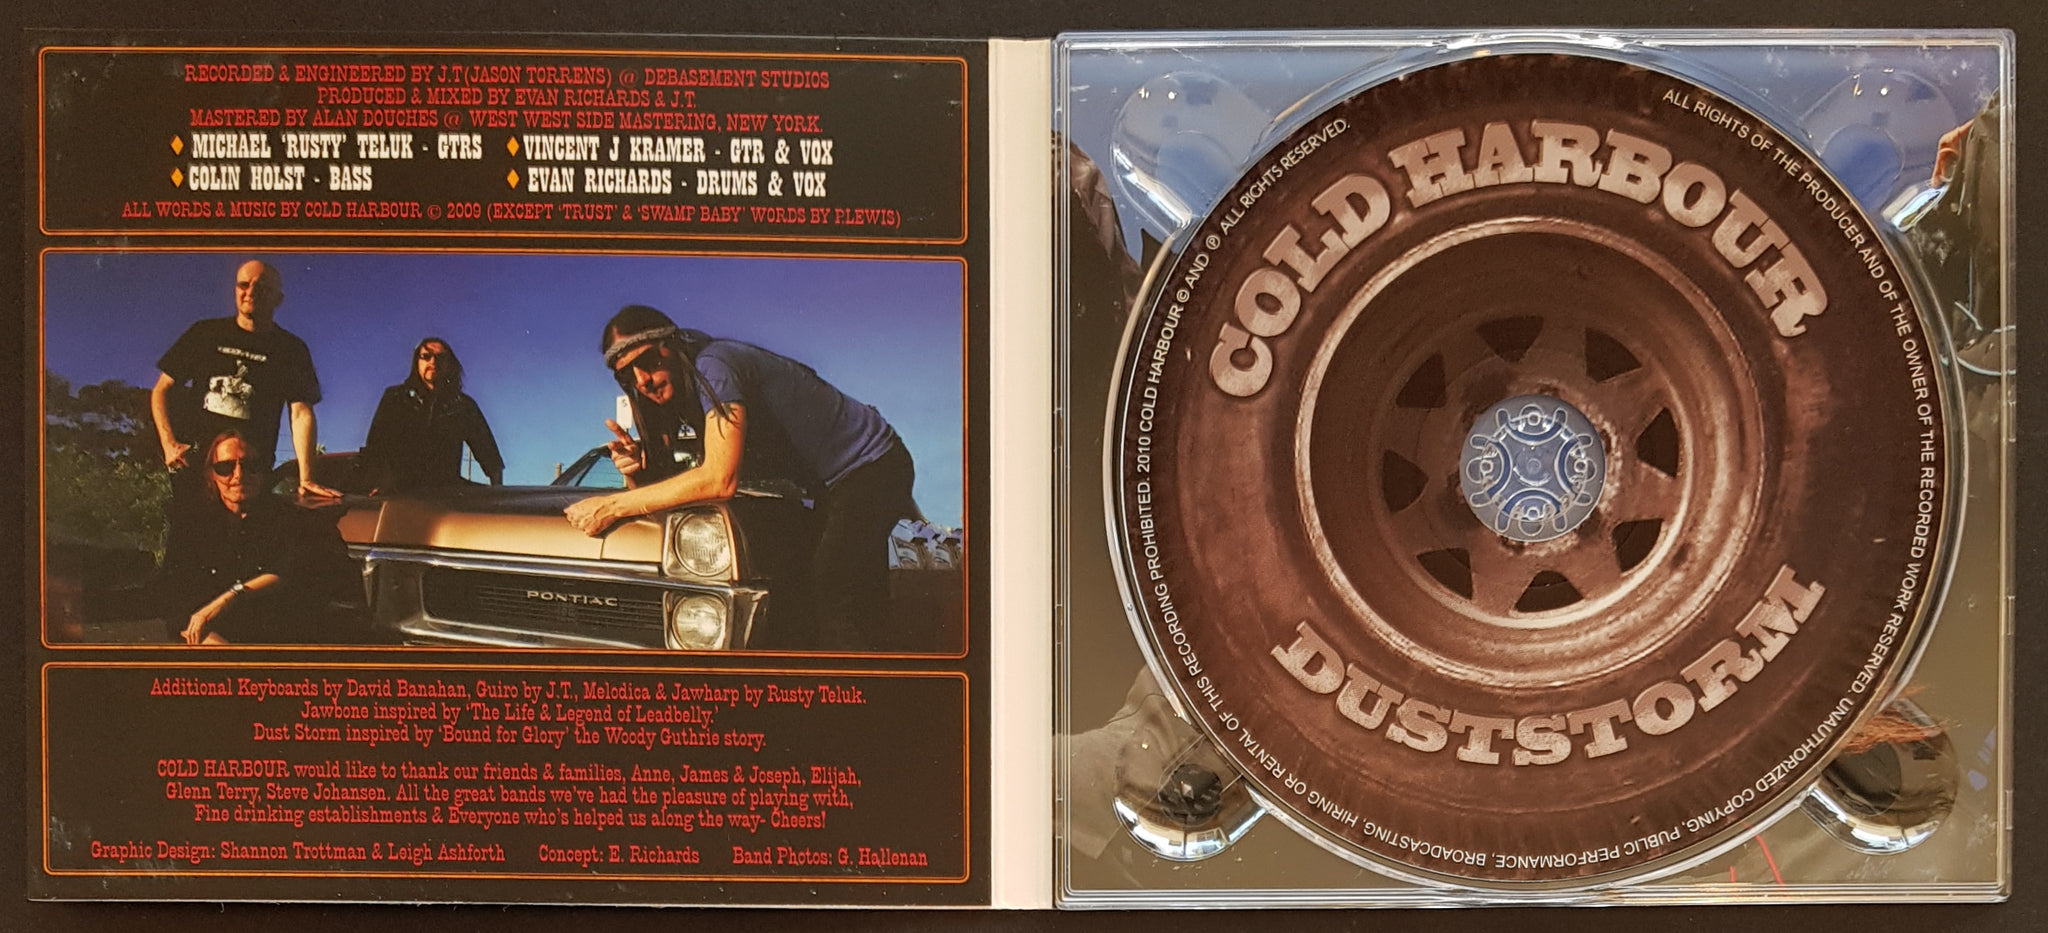 RECORDED & ENGINEERED BY J.T(JASON TORRENS) @ DEBASEMENT STUDIOS
PRODUCED & MIXED BY EVAN RICHARDS & J.T.
MASTERED BY ALAN DOUCHES @ WEST WEST SIDE MASTERING, NEW YORK.
MICHAEL 'RUSTY' TELUK - GTRS
VINCENT J KRAMER - GTR & VOX
COLIN HOLST - BASS
EVAN RICHARDS - DRUMS & VOX
ALL WORDS & MUSIC BY COLD HARBOUR © 2009 (EXCEPT 'TRUST' & 'SWAMP BABY' WORDS BY P.LEWIS)
PONTIAC
Additional Keyboards by David Banahan, Guiro by J.T., Melodica & Jawharp by Rusty Teluk.
Jawbone inspired by 'The Life & Legend of Leadbelly.'
Dust Storm inspired by 'Bound for Glory' the Woody Guthrie story.
COLD HARBOUR would like to thank our friends & families, Anne, James & Joseph, Elijah,
Glenn Terry, Steve Johansen. All the great bands we've had the pleasure of playing with,
Fine drinking establishments & Everyone who's helped us along the way- Cheers!
Graphic Design: Shannon Trottman & Leigh Ashforth Concept: E. Richards Band Photos: G. Hallenan
COLD HARBOUR
DUSTSTORM
ALL RIGHTS OF THE PRODUCER AND OF THE OWNER OF THE RECORDED WORK RESERVED. UNAUTHORIZED COPYING, PUBLIC PERFORMANCE, BROADCASTING, HIRING OR RENTAL OF THIS RECORDING PROHIBITED. 2010 COLD HARBOUR © AND ℗ ALL RIGHTS RESERVED.